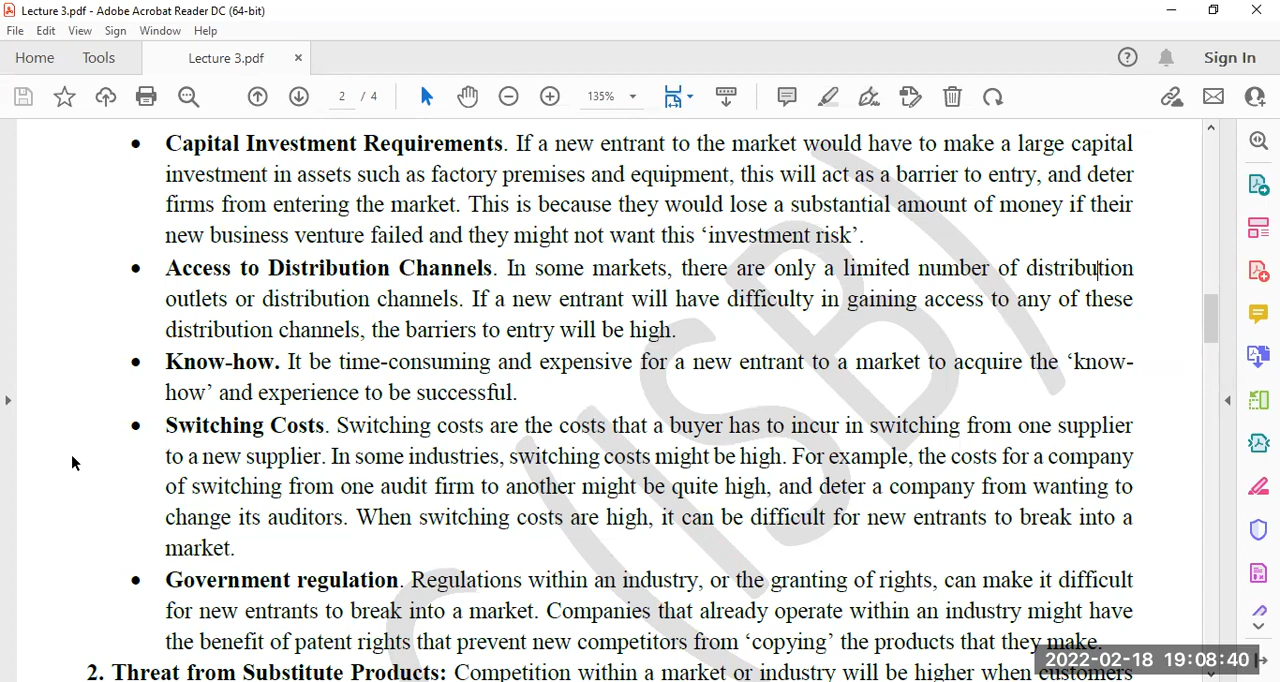 Lecture 3.pdf - Adobe Acrobat Reader DC (64-bit)
File Edit View Sign Window Help
Home Tools Lecture 3.pdf × Sign In
2 / 4 135%
• Capital Investment Requirements. If a new entrant to the market would have to make a large capital
investment in assets such as factory premises and equipment, this will act as a barrier to entry, and deter
firms from entering the market. This is because they would lose a substantial amount of money if their
new business venture failed and they might not want this ‘investment risk’.
• Access to Distribution Channels. In some markets, there are only a limited number of distribution
outlets or distribution channels. If a new entrant will have difficulty in gaining access to any of these
distribution channels, the barriers to entry will be high.
• Know-how. It be time-consuming and expensive for a new entrant to a market to acquire the ‘know-
how’ and experience to be successful.
• Switching Costs. Switching costs are the costs that a buyer has to incur in switching from one supplier
to a new supplier. In some industries, switching costs might be high. For example, the costs for a company
of switching from one audit firm to another might be quite high, and deter a company from wanting to
change its auditors. When switching costs are high, it can be difficult for new entrants to break into a
market.
• Government regulation. Regulations within an industry, or the granting of rights, can make it difficult
for new entrants to break into a market. Companies that already operate within an industry might have
the benefit of patent rights that prevent new competitors from ‘copying’ the products that they make.
2. Threat from Substitute Products: Competition within a market or industry will be higher when customers
(ISB)
2022-02-18 19:08:40